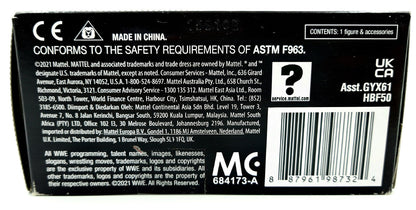 MADE IN CHINA.
CONTENTS: 1 figure & accessories
CONFORMS TO THE SAFETY REQUIREMENTS OF ASTM F963.
©2021 Mattel. MATTEL and associated trademarks and trade dress are owned by Mattel. ® and ™
designate U.S. trademarks of Mattel, except as noted. Consumer Services - Mattel, Inc., 636 Girard
Avenue, East Aurora, NY 14052, U.S.A. 1-800-524-8697. Mattel Australia Pty., Ltd., 658 Church St.,
Richmond, Victoria, 3121. Consumer Advisory Service - 1300 135 312. Mattel East Asia Ltd., Room
503-09, North Tower, World Finance Centre, Harbour City, Tsimshatsui, HK, China. Tel.: (852)
3185-6500. Diimport & Diedarkan Oleh: Mattel Continental Asia Sdn Bhd. Level 19, Tower 3,
Avenue 7, No. 8 Jalan Kerinchi, Bangsar South, 59200 Kuala Lumpur, Malaysia. Mattel South
Africa (PTY) LTD, Office 102 I3, 30 Melrose Boulevard, Johannesburg 2196. Manufactured,
imported or distributed by: Mattel Europa B.V., Gondel 1, 1186 MJ Amstelveen, Nederland. Mattel
U.K. Limited, The Porter Building, 1 Brunel Way, Slough SL1 1FQ, UK.
All WWE programming, talent names, images, likenesses,
slogans, wrestling moves, trademarks, logos and copyrights
are the exclusive property of WWE and its subsidiaries. All
other trademarks, logos and copyrights are the property of
their respective owners. ©2021 WWE. All Rights Reserved.
?
service.mattel.com
UK
CA
Asst.GYX61
HBF50
MC
684173-A
8 87961 98732 4